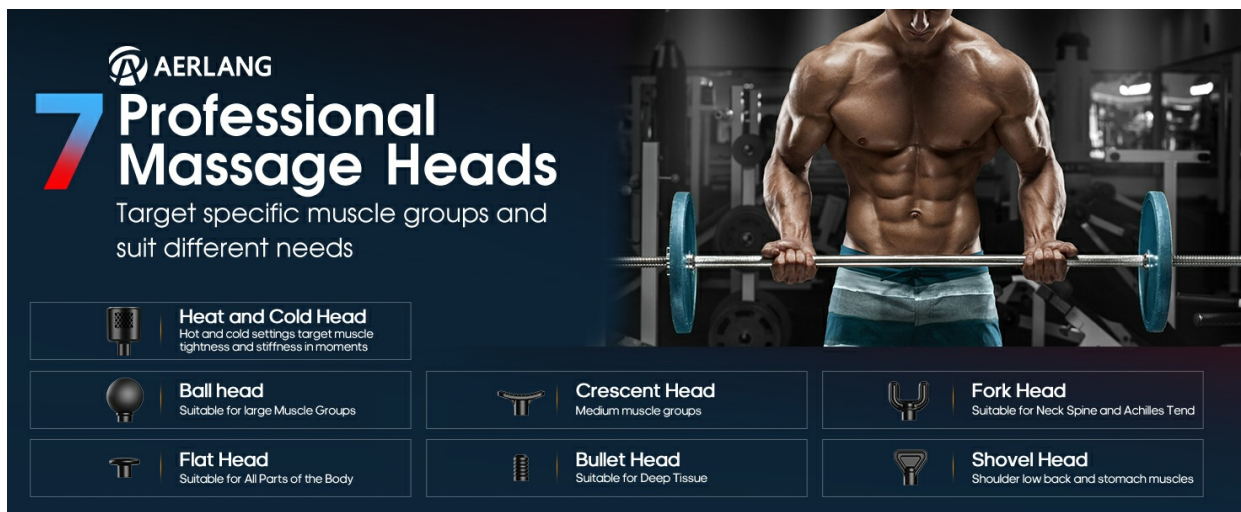 AERLANG
7 Professional
Massage Heads
Target specific muscle groups and
suit different needs
Heat and Cold Head
Hot and cold settings target muscle
tightness and stiffness in moments
Ball head
Suitable for large Muscle Groups
Crescent Head
Medium muscle groups
Fork Head
Suitable for Neck Spine and Achilles Tend
Flat Head
Suitable for All Parts of the Body
Bullet Head
Suitable for Deep Tissue
Shovel Head
Shoulder low back and stomach muscles